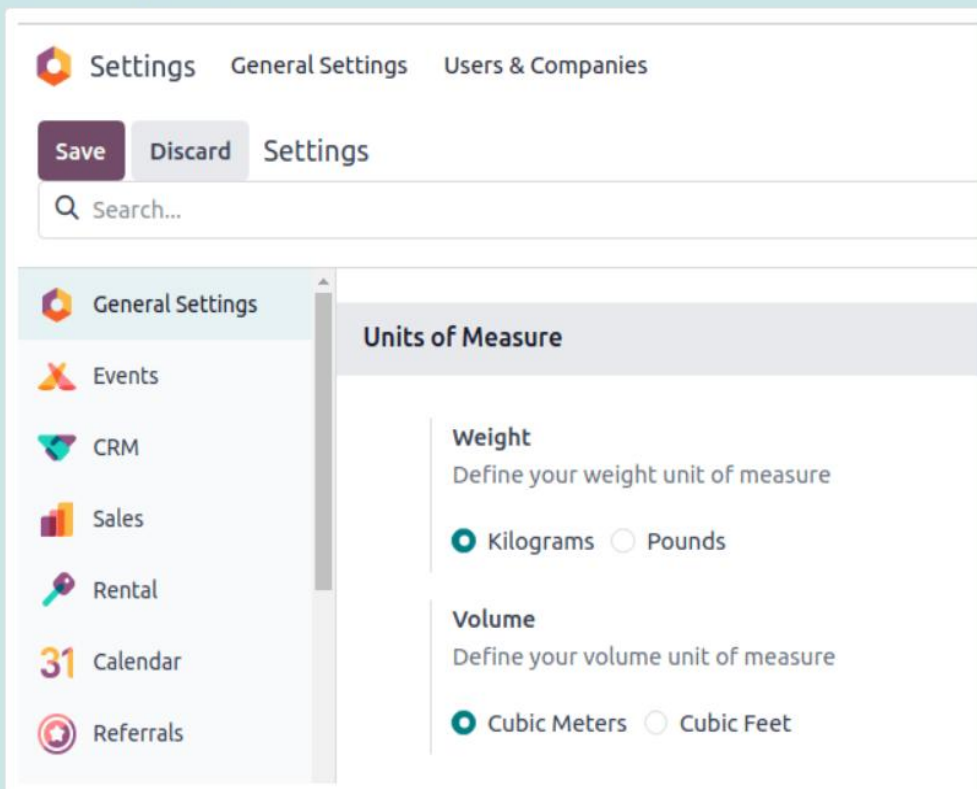 Settings General Settings Users & Companies
Save Discard Settings
Search...
General Settings
Events
CRM
Sales
Rental
31 Calendar
Referrals
Units of Measure
Weight
Define your weight unit of measure
Kilograms Pounds
Volume
Define your volume unit of measure
Cubic Meters Cubic Feet